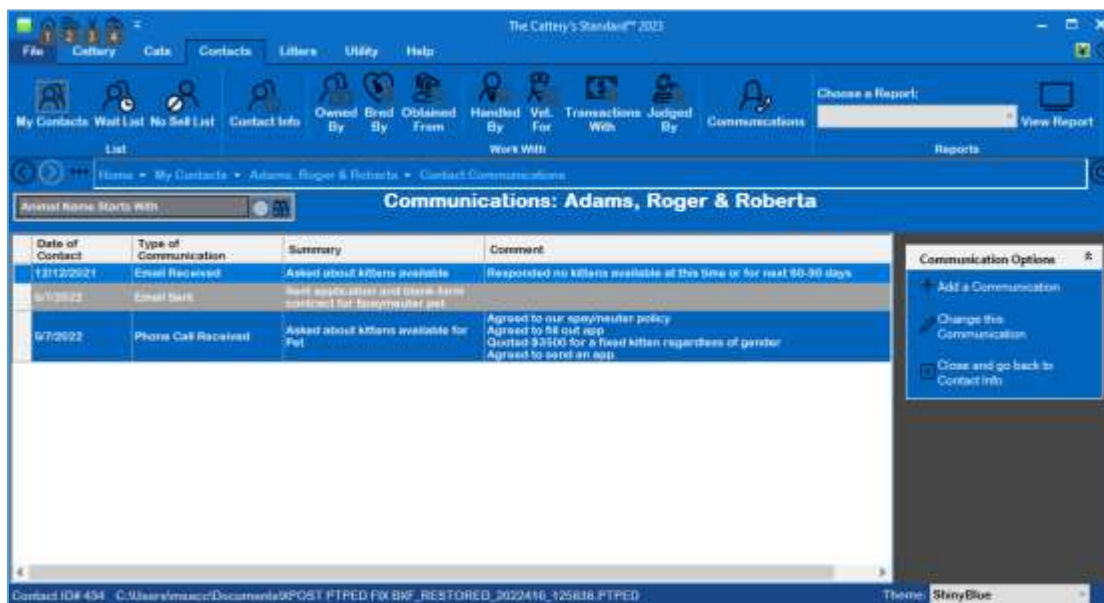 The Cattery's Standard™ 2023
1 2 3 4
File Cattery Cats Contacts Litters Utility Help
My Contacts Wait List No Sell List Contact Info Owned By Bred By Obtained From Handled By Vet. For Transactions With Judged By Communications
Choose a Report:
View Report
List Work With Reports
Home My Contacts Adams, Roger & Roberta Contact Communications
Animal Name Starts With
Communications: Adams, Roger & Roberta
Date of Contact Type of Communication Summary Comment
12/12/2021 Email Received Asked about kittens available Responded no kittens available at this time or for next 60-90 days
5/7/2022 Email Sent Sent application and blank form contract for Spay/neuter pet
5/7/2022 Phone Call Received Asked about kittens available for Pet
Agreed to our spay/neuter policy
Agreed to fill out app
Quoted $3500 for a fixed kitten regardless of gender
Agreed to send an app.
Communication Options
Add a Communication
Change this
Communication
Close and go back to
Contact Info
Contact ID# 494 Theme: ShinyBlue